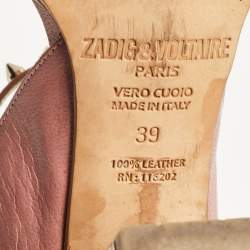 ZADIG & VOLTAIRE
PARIS
VERO CUOIO
MADE IN ITALY
39
100% LEATHER
RN: 116202